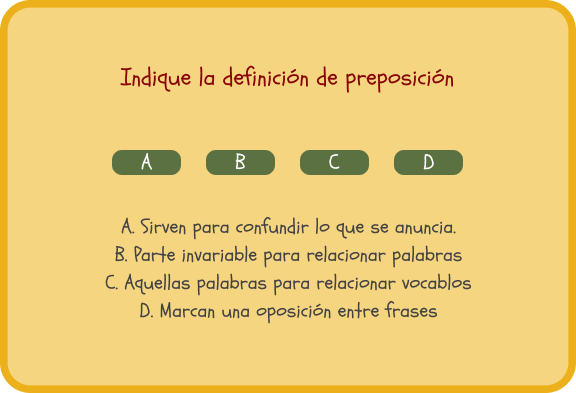 Indique la definición de preposición
A B C D
A. Sirven para confundir lo que se anuncia.
B. Parte invariable para relacionar palabras
C. Aquellas palabras para relacionar vocablos
D. Marcan una oposición entre frases